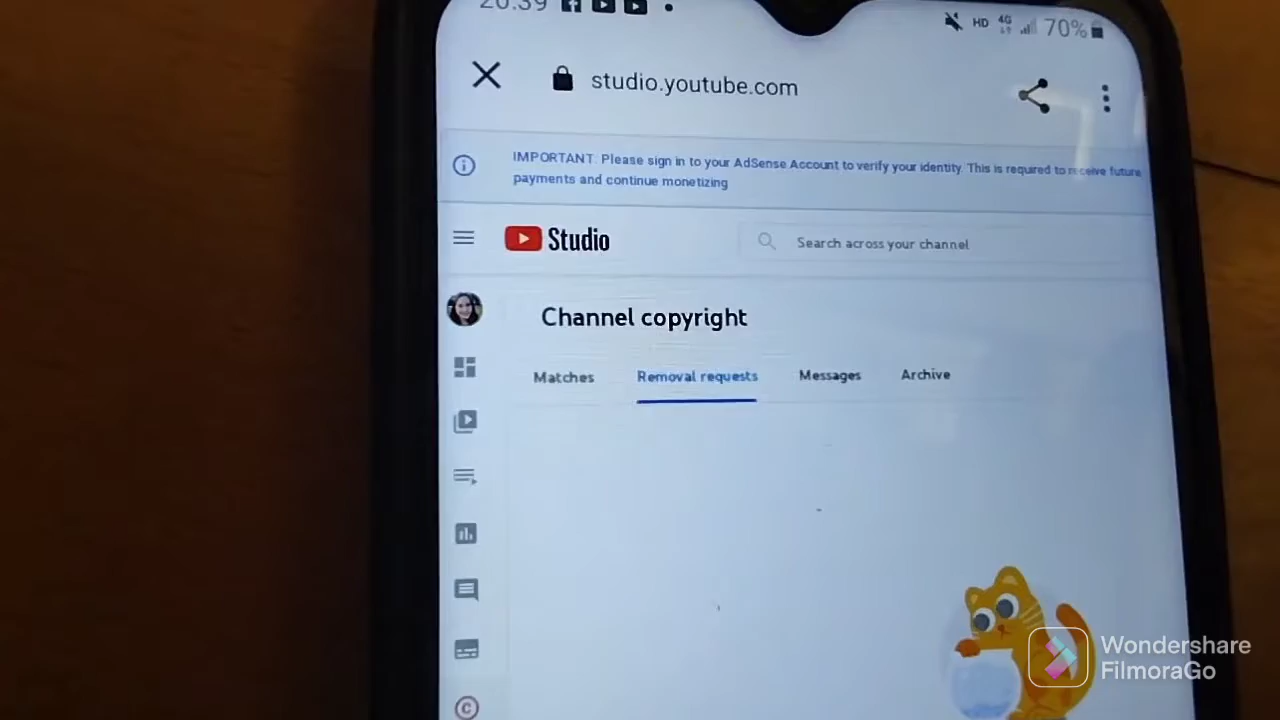 20:39
HD 4G 70%
studio.youtube.com
IMPORTANT: Please sign in to your AdSense Account to verify your identity. This is required to receive future
payments and continue monetizing
Studio
Search across your channel
Channel copyright
Matches Removal requests Messages Archive
Wondershare
FilmoraGo